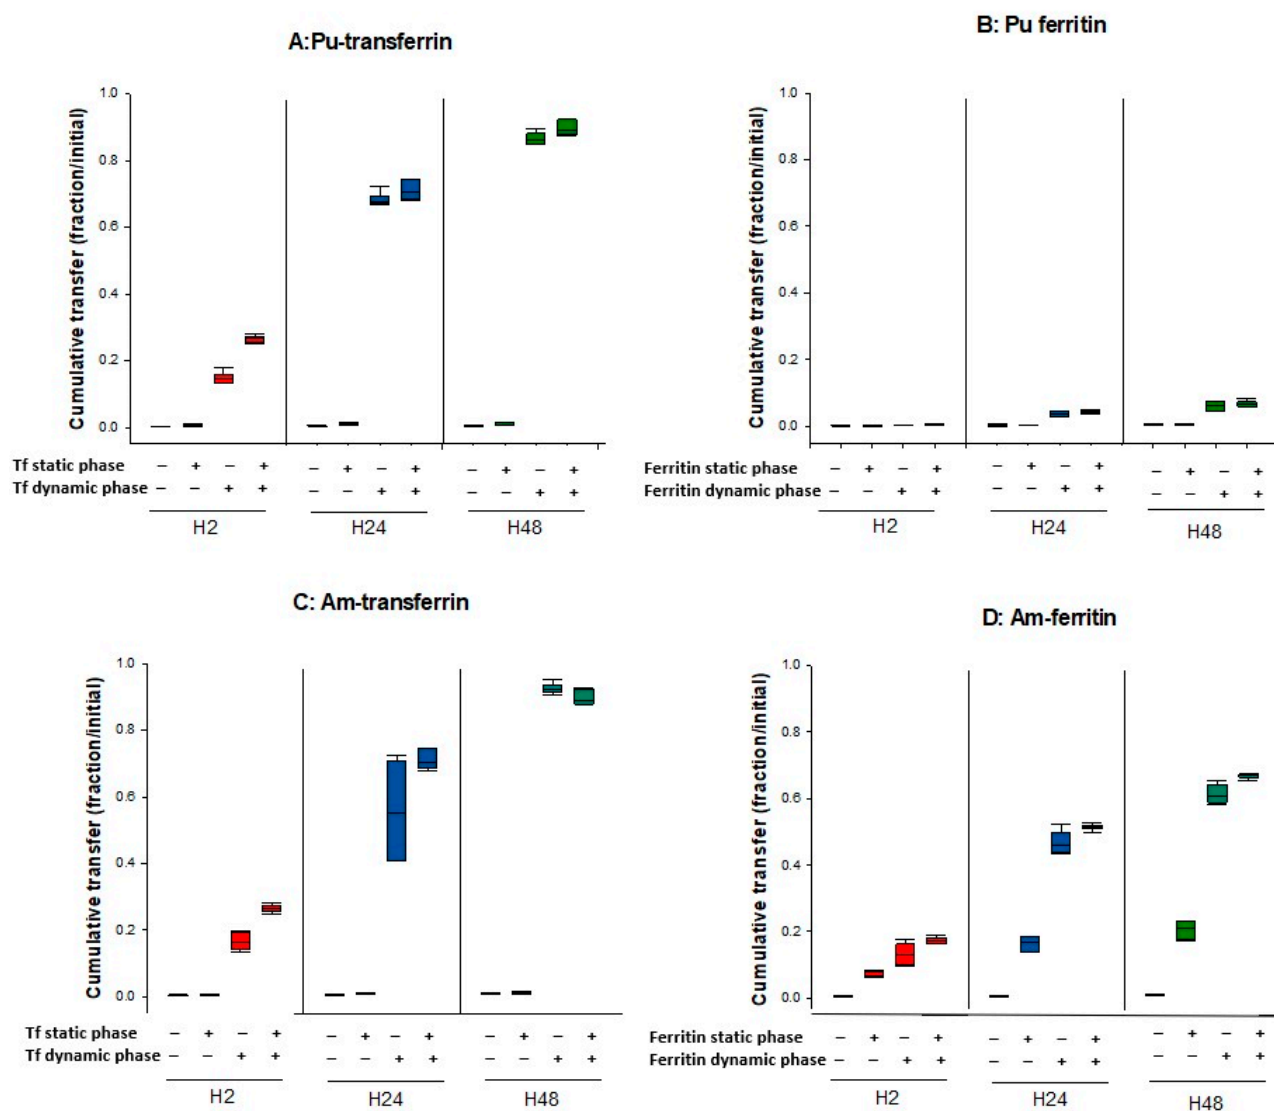 A:Pu-transferrin
Cumulative transfer (fraction/initial)
1.0
0.8
0.6
0.4
0.2
0.0
Tf static phase – + – + – + – + – + – +
Tf dynamic phase – – + + – – + + – – + +
H2 H24 H48
B: Pu ferritin
Cumulative transfer (fraction/initial)
1.0
0.8
0.6
0.4
0.2
0.0
Ferritin static phase – + – + – + – + – + – +
Ferritin dynamic phase – – + + – – + + – – + +
H2 H24 H48
C: Am-transferrin
Cumulative transfer (fraction/initial)
1.0
0.8
0.6
0.4
0.2
0.0
Tf static phase – + – + – + – + – + – +
Tf dynamic phase – – + + – – + + – – + +
H2 H24 H48
D: Am-ferritin
Cumulative transfer (fraction/initial)
1.0
0.8
0.6
0.4
0.2
0.0
Ferritin static phase – + – + – + – + – + – +
Ferritin dynamic phase – – + + – – + + – – + +
H2 H24 H48